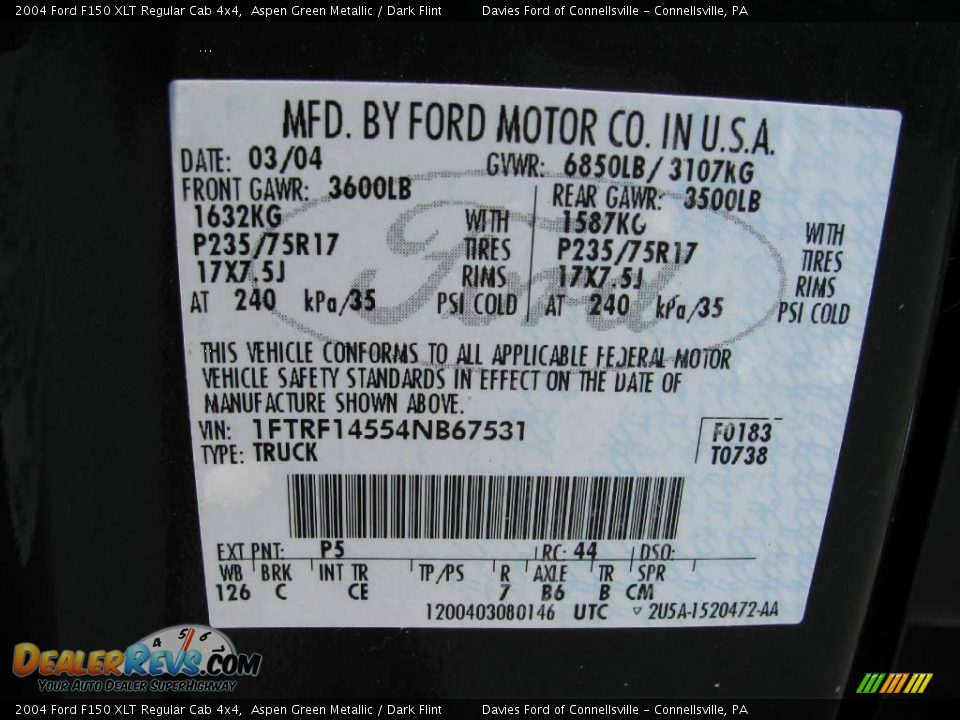 2004 Ford F150 XLT Regular Cab 4x4, Aspen Green Metallic / Dark Flint Davies Ford of Connellsville - Connellsville, PA
MFD. BY FORD MOTOR CO. IN U.S.A.
DATE: 03/04 GVWR: 6850LB/ 3107KG
FRONT GAWR: 3600LB REAR GAWR: 3500LB
1632KG WITH 1587KG WITH
P235/75R17 TIRES P235/75R17 TIRES
17X7.5J RIMS 17X7.5J RIMS
AT 240 kPa/35 PSI COLD AT 240 kPa/35 PSI COLD
Ford
THIS VEHICLE CONFORMS TO ALL APPLICABLE FEDERAL MOTOR
VEHICLE SAFETY STANDARDS IN EFFECT ON THE DATE OF
MANUFACTURE SHOWN ABOVE.
VIN: 1FTRF14554NB67531 F0183
TYPE: TRUCK T0738
EXT PNT: P5 RC: 44 DSO:
WB BRK INT TR TP/PS R AXLE TR SPR
126 C CE 7 B6 B CM
1200403080146 UTC ▽ 2U5A-1520472-AA
4 5 6
DEALERREVS.COM
YOUR AUTO DEALER SUPERHIGHWAY
2004 Ford F150 XLT Regular Cab 4x4, Aspen Green Metallic / Dark Flint Davies Ford of Connellsville - Connellsville, PA